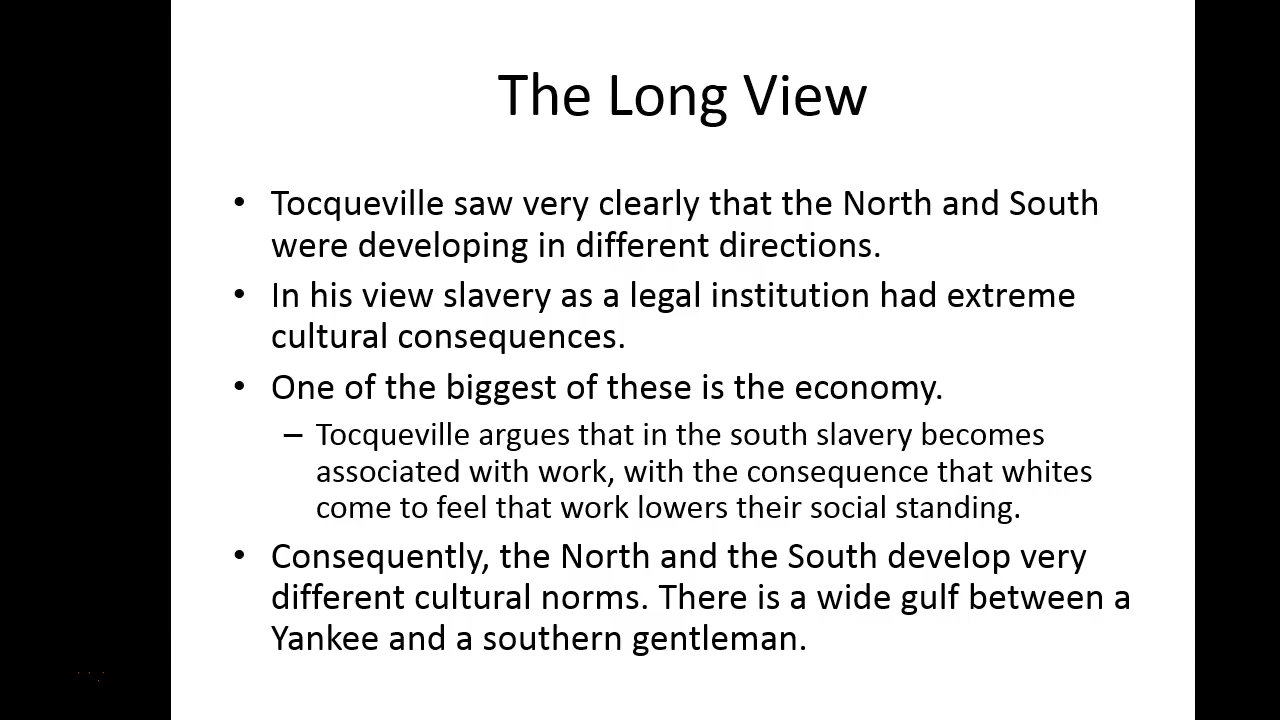 The Long View
• Tocqueville saw very clearly that the North and South
were developing in different directions.
• In his view slavery as a legal institution had extreme
cultural consequences.
• One of the biggest of these is the economy.
– Tocqueville argues that in the south slavery becomes
associated with work, with the consequence that whites
come to feel that work lowers their social standing.
• Consequently, the North and the South develop very
different cultural norms. There is a wide gulf between a
Yankee and a southern gentleman.